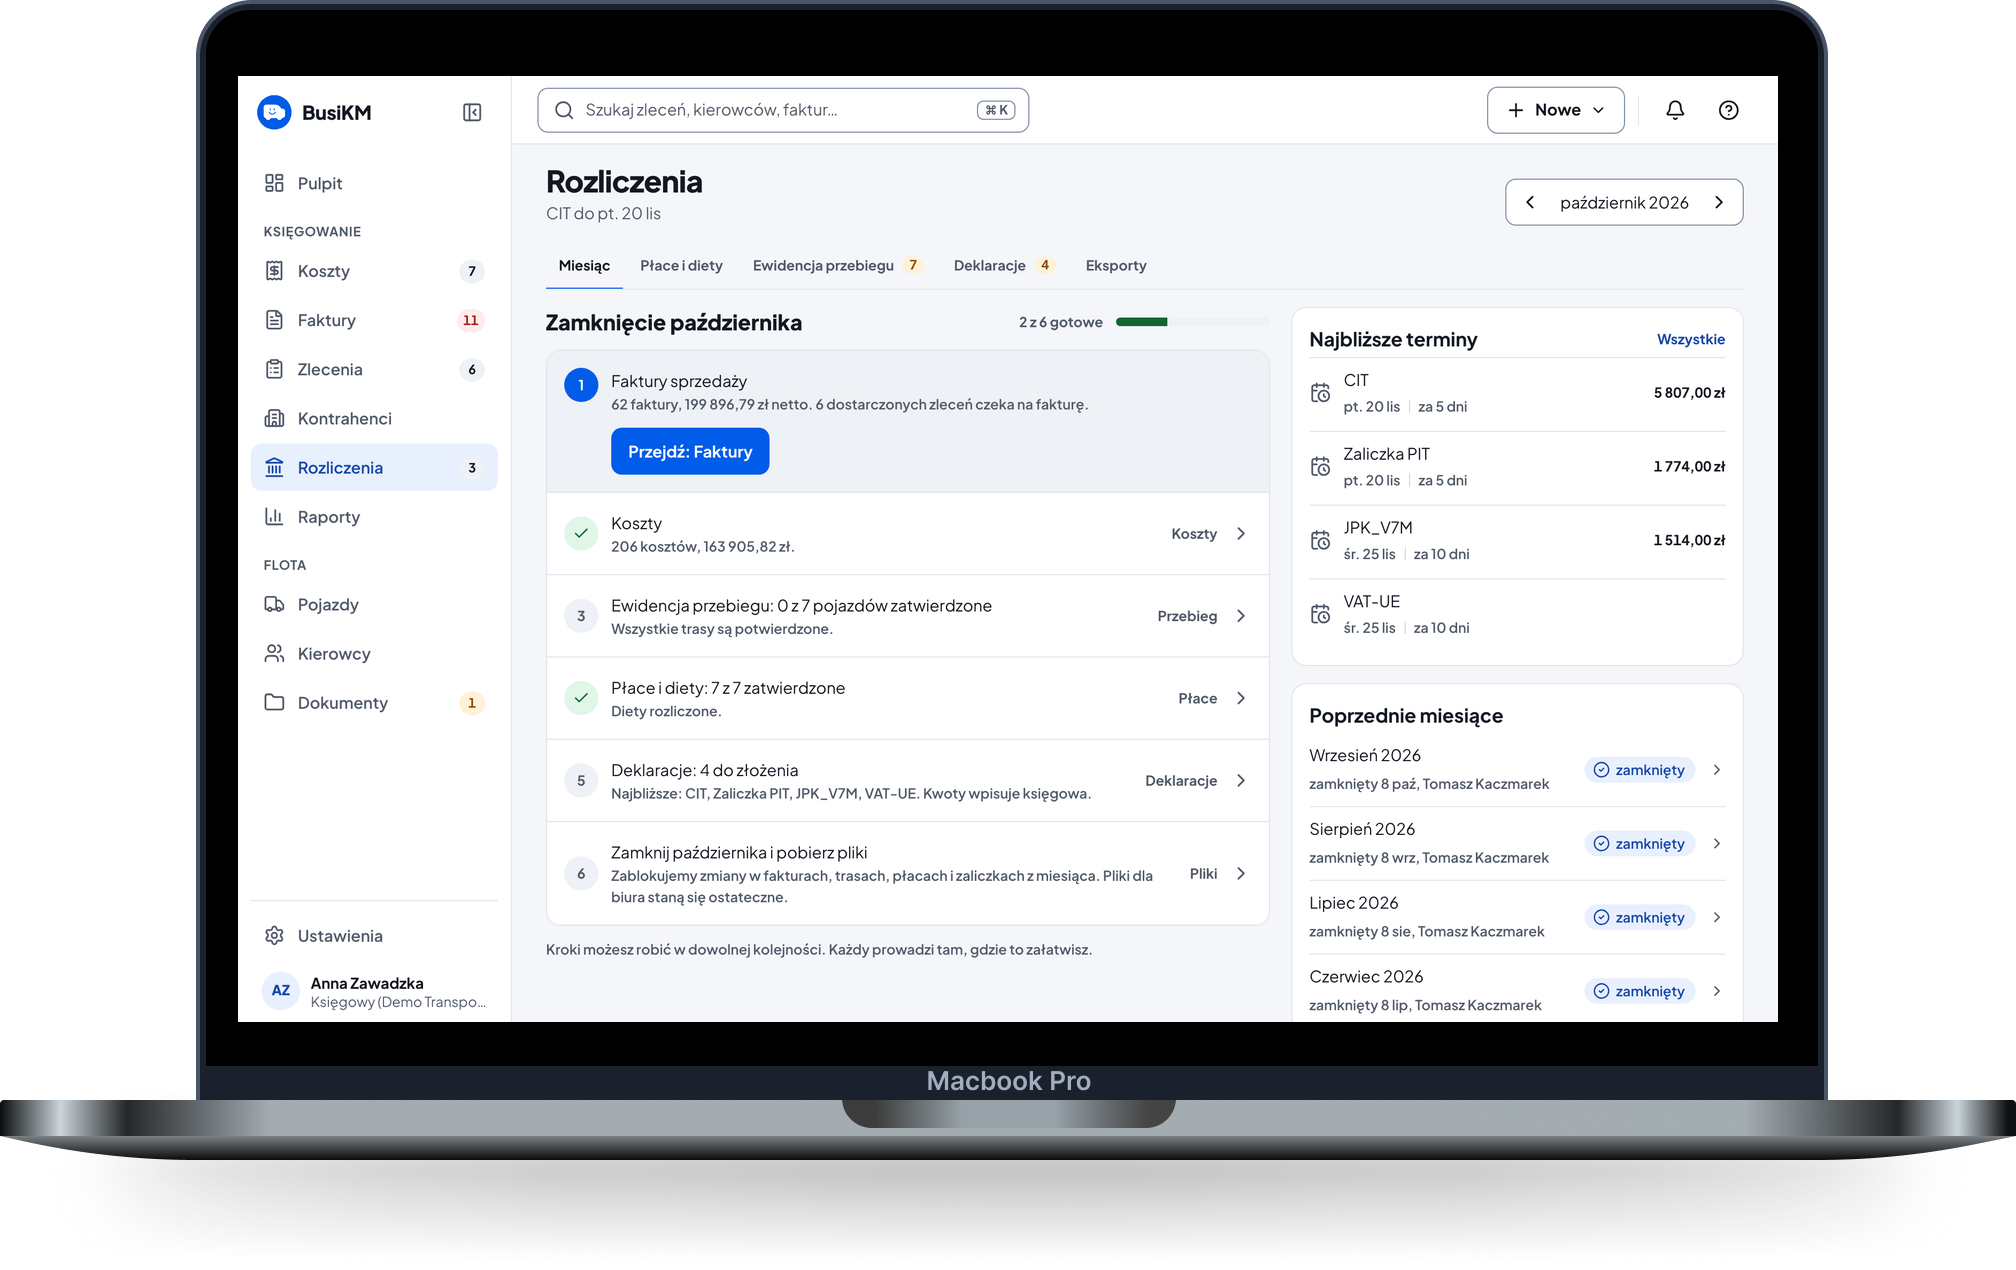 BusiKM
Pulpit
KSIĘGOWANIE
Koszty 7
Faktury 11
Zlecenia 6
Kontrahenci
Rozliczenia 3
Raporty
FLOTA
Pojazdy
Kierowcy
Dokumenty 1
Ustawienia
AZ
Anna Zawadzka
Księgowy (Demo Transpo...
Szukaj zleceń, kierowców, faktur...
⌘ K
Nowe
Rozliczenia
CIT do pt. 20 lis
październik 2026
Miesiąc Płace i diety Ewidencja przebiegu 7 Deklaracje 4 Eksporty
Zamknięcie października
2 z 6 gotowe
1
Faktury sprzedaży
62 faktury, 199 896,79 zł netto. 6 dostarczonych zleceń czeka na fakturę.
Przejdź: Faktury
Koszty
206 kosztów, 163 905,82 zł.
Koszty
3
Ewidencja przebiegu: 0 z 7 pojazdów zatwierdzone
Wszystkie trasy są potwierdzone.
Przebieg
Płace i diety: 7 z 7 zatwierdzone
Diety rozliczone.
Płace
5
Deklaracje: 4 do złożenia
Najbliższe: CIT, Zaliczka PIT, JPK_V7M, VAT-UE. Kwoty wpisuje księgowa.
Deklaracje
6
Zamknij października i pobierz pliki
Zablokujemy zmiany w fakturach, trasach, płacach i zaliczkach z miesiąca. Pliki dla
biura staną się ostateczne.
Pliki
Kroki możesz robić w dowolnej kolejności. Każdy prowadzi tam, gdzie to załatwisz.
Najbliższe terminy
Wszystkie
CIT
pt. 20 lis za 5 dni
5 807,00 zł
Zaliczka PIT
pt. 20 lis za 5 dni
1 774,00 zł
JPK_V7M
śr. 25 lis za 10 dni
1 514,00 zł
VAT-UE
śr. 25 lis za 10 dni
Poprzednie miesiące
Wrzesień 2026
zamknięty 8 paź, Tomasz Kaczmarek
zamknięty
Sierpień 2026
zamknięty 8 wrz, Tomasz Kaczmarek
zamknięty
Lipiec 2026
zamknięty 8 sie, Tomasz Kaczmarek
zamknięty
Czerwiec 2026
zamknięty 8 lip, Tomasz Kaczmarek
zamknięty
Macbook Pro